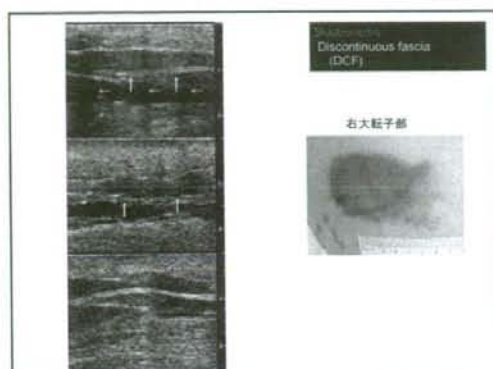 Discontinuous fascia
(DCF)
右大転子部